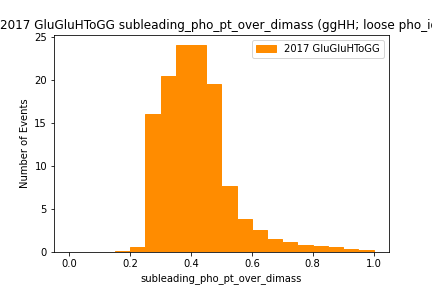 2017 GluGluHToGG subleading_pho_pt_over_dimass (ggHH; loose pho_i
2017 GluGluHToGG
Number of Events
25
20
15
10
5
0
0.0 0.2 0.4 0.6 0.8 1.0
subleading_pho_pt_over_dimass